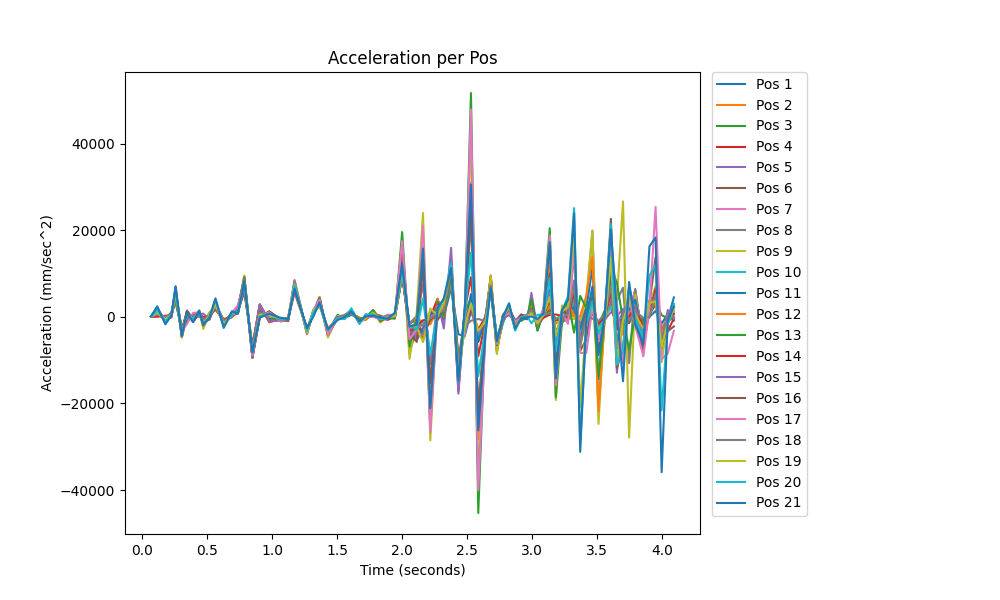 Acceleration per Pos
Acceleration (mm/sec^2)
40000
20000
0
−20000
−40000
0.0
0.5
1.0
1.5
2.0
2.5
3.0
3.5
4.0
Time (seconds)
Pos 1
Pos 2
Pos 3
Pos 4
Pos 5
Pos 6
Pos 7
Pos 8
Pos 9
Pos 10
Pos 11
Pos 12
Pos 13
Pos 14
Pos 15
Pos 16
Pos 17
Pos 18
Pos 19
Pos 20
Pos 21